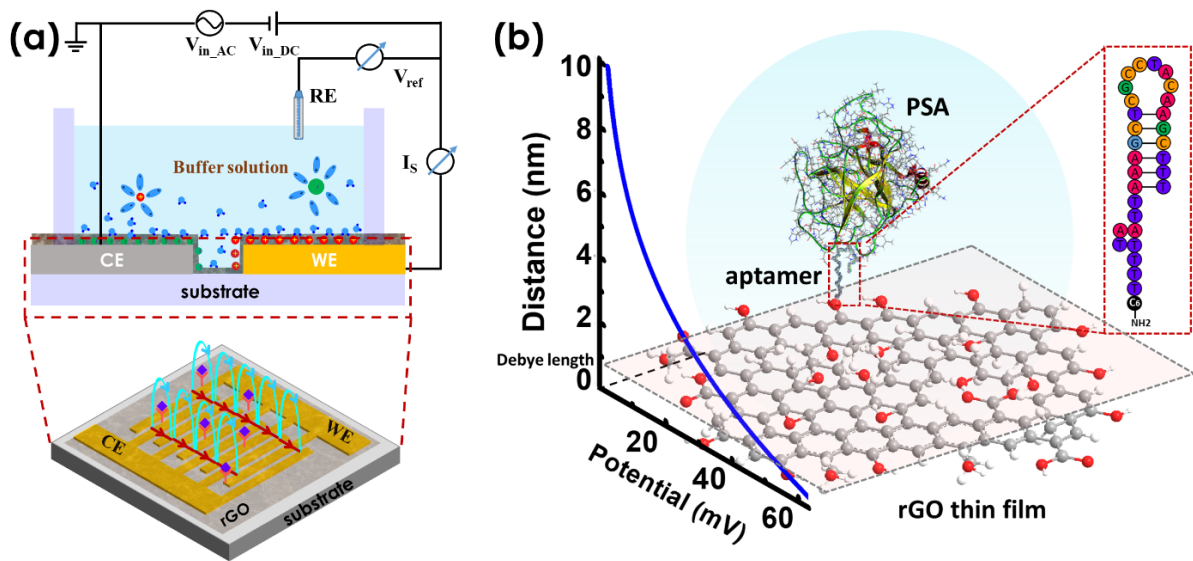 (a)
V_in_AC
V_in_DC
V_ref
RE
I_S
Buffer solution
CE
WE
substrate
CE
WE
rGO
substrate
(b)
10
8
6
4
2
0
Distance (nm)
Debye length
20
40
60
Potential (mV)
PSA
aptamer
rGO thin film
C C T A
G C
C A
T A
C G
G C
A T
A T
A T
T
T
A A
T T
T
T
T
C6
NH2